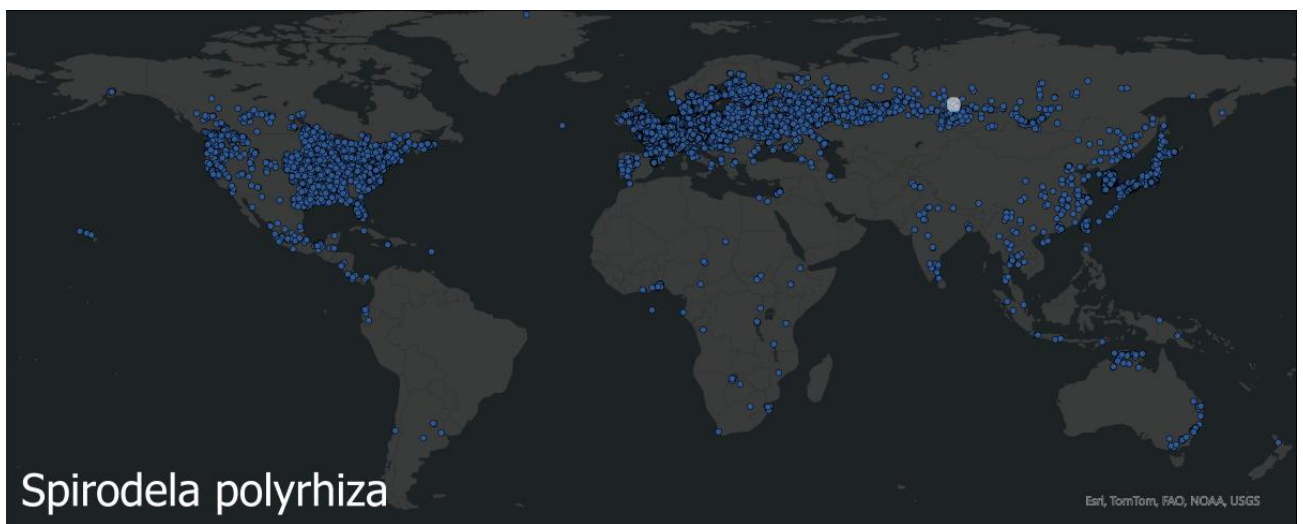 Spirodela polyrhiza
Esri, TomTom, FAO, NOAA, USGS